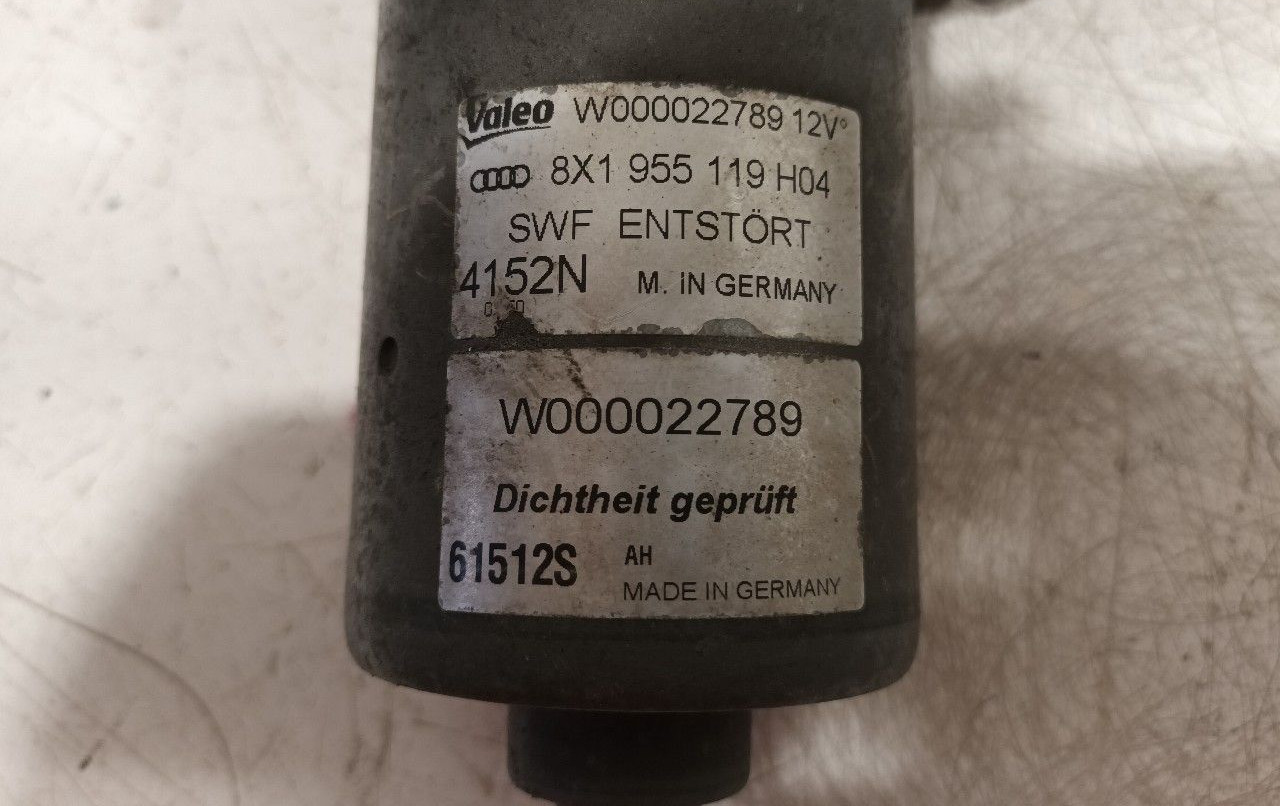 Valeo W000022789 12V°
8X1 955 119 H04
SWF ENTSTÖRT
4152N M. IN GERMANY
W000022789
Dichtheit geprüft
61512S AH
MADE IN GERMANY